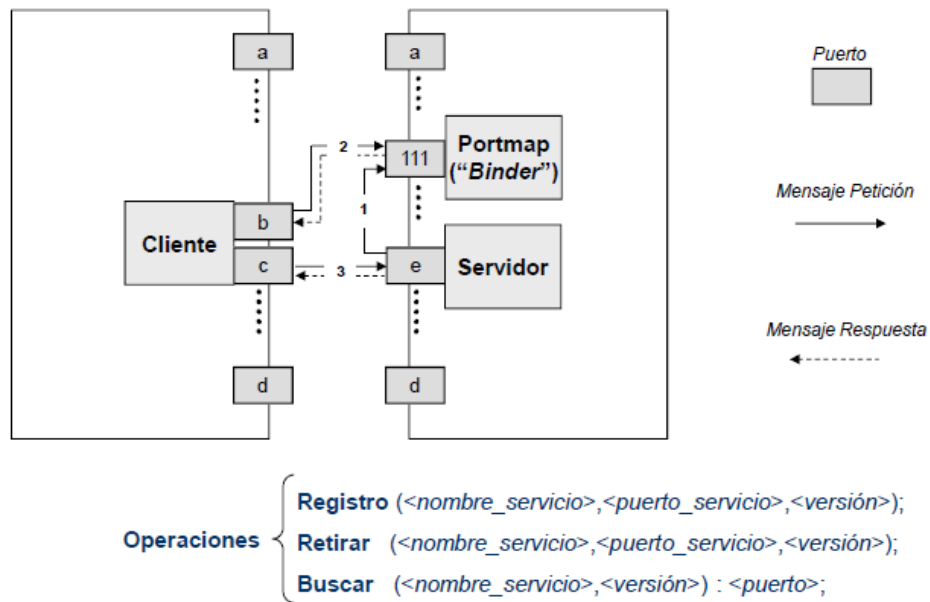 a
a
Puerto
2
111
Portmap
("Binder")
1
Mensaje Petición
b
Cliente
c
3
e
Servidor
Mensaje Respuesta
d
d
Operaciones
Registro (<nombre_servicio>,<puerto_servicio>,<versión>);
Retirar (<nombre_servicio>,<puerto_servicio>,<versión>);
Buscar (<nombre_servicio>,<versión>) : <puerto>;